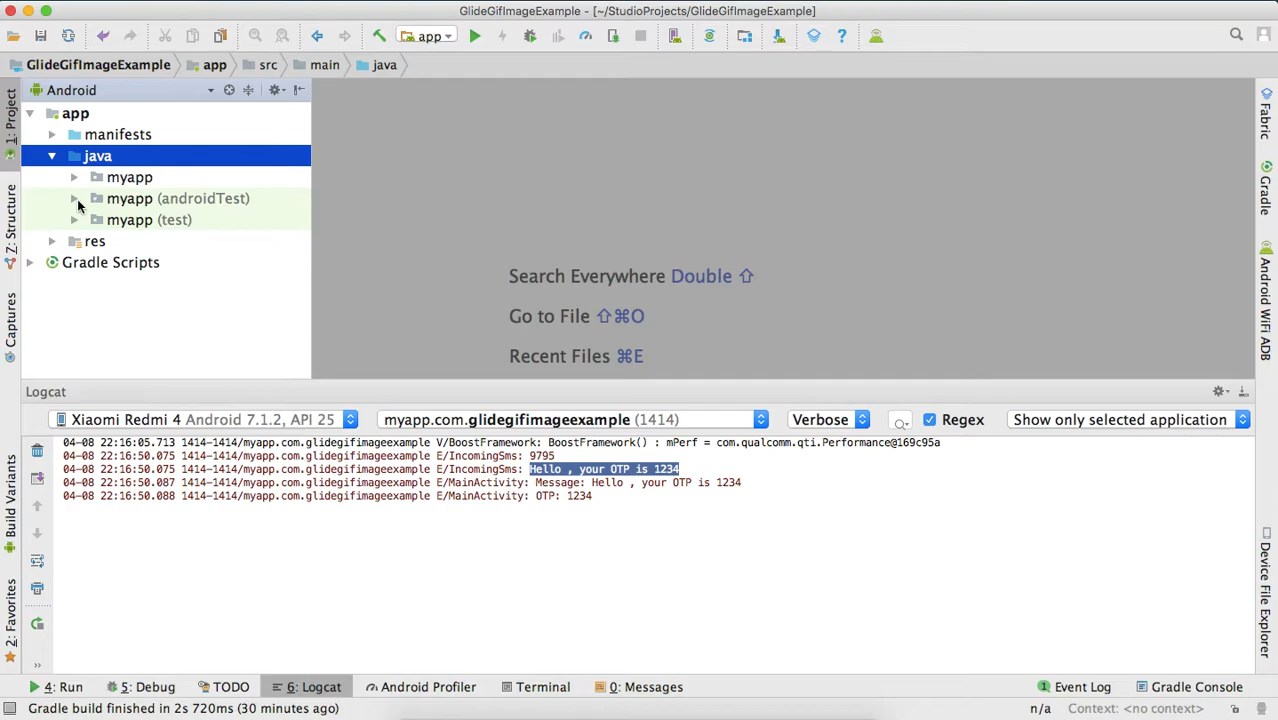 GlideGifImageExample - [~/StudioProjects/GlideGifImageExample]
app
GlideGifImageExample app src main java
1: Project
Z: Structure
Captures
Build Variants
2: Favorites
Android
app
manifests
java
myapp
myapp (androidTest)
myapp (test)
res
Gradle Scripts
Search Everywhere Double ⇧
Go to File ⇧⌘O
Recent Files ⌘E
Fabric
Gradle
Android WiFi ADB
Device File Explorer
Logcat
Xiaomi Redmi 4 Android 7.1.2, API 25 myapp.com.glidegifimageexample (1414) Verbose Regex Show only selected application
04-08 22:16:05.713 1414-1414/myapp.com.glidegifimageexample V/BoostFramework: BoostFramework() : mPerf = com.qualcomm.qti.Performance@169c95a
04-08 22:16:50.075 1414-1414/myapp.com.glidegifimageexample E/IncomingSms: 9795
04-08 22:16:50.075 1414-1414/myapp.com.glidegifimageexample E/IncomingSms: Hello , your OTP is 1234
04-08 22:16:50.087 1414-1414/myapp.com.glidegifimageexample E/MainActivity: Message: Hello , your OTP is 1234
04-08 22:16:50.088 1414-1414/myapp.com.glidegifimageexample E/MainActivity: OTP: 1234
4: Run 5: Debug TODO 6: Logcat Android Profiler Terminal 0: Messages 1 Event Log Gradle Console
Gradle build finished in 2s 720ms (30 minutes ago) n/a Context: <no context>